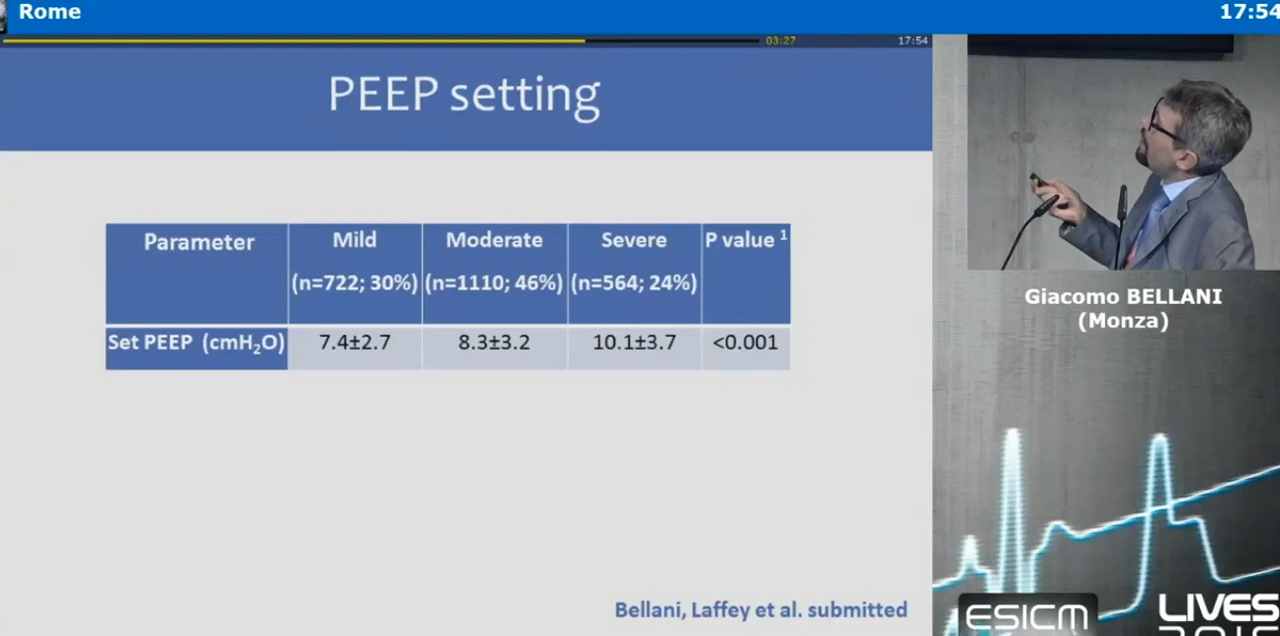 Rome
17:54
03:27
17:54
PEEP setting
Parameter
Mild
(n=722; 30%)
Moderate
(n=1110; 46%)
Severe
(n=564; 24%)
P value ¹
Set PEEP (cmH₂O)
7.4±2.7
8.3±3.2
10.1±3.7
<0.001
Bellani, Laffey et al. submitted
Giacomo BELLANI
(Monza)
ESICM
LIVES